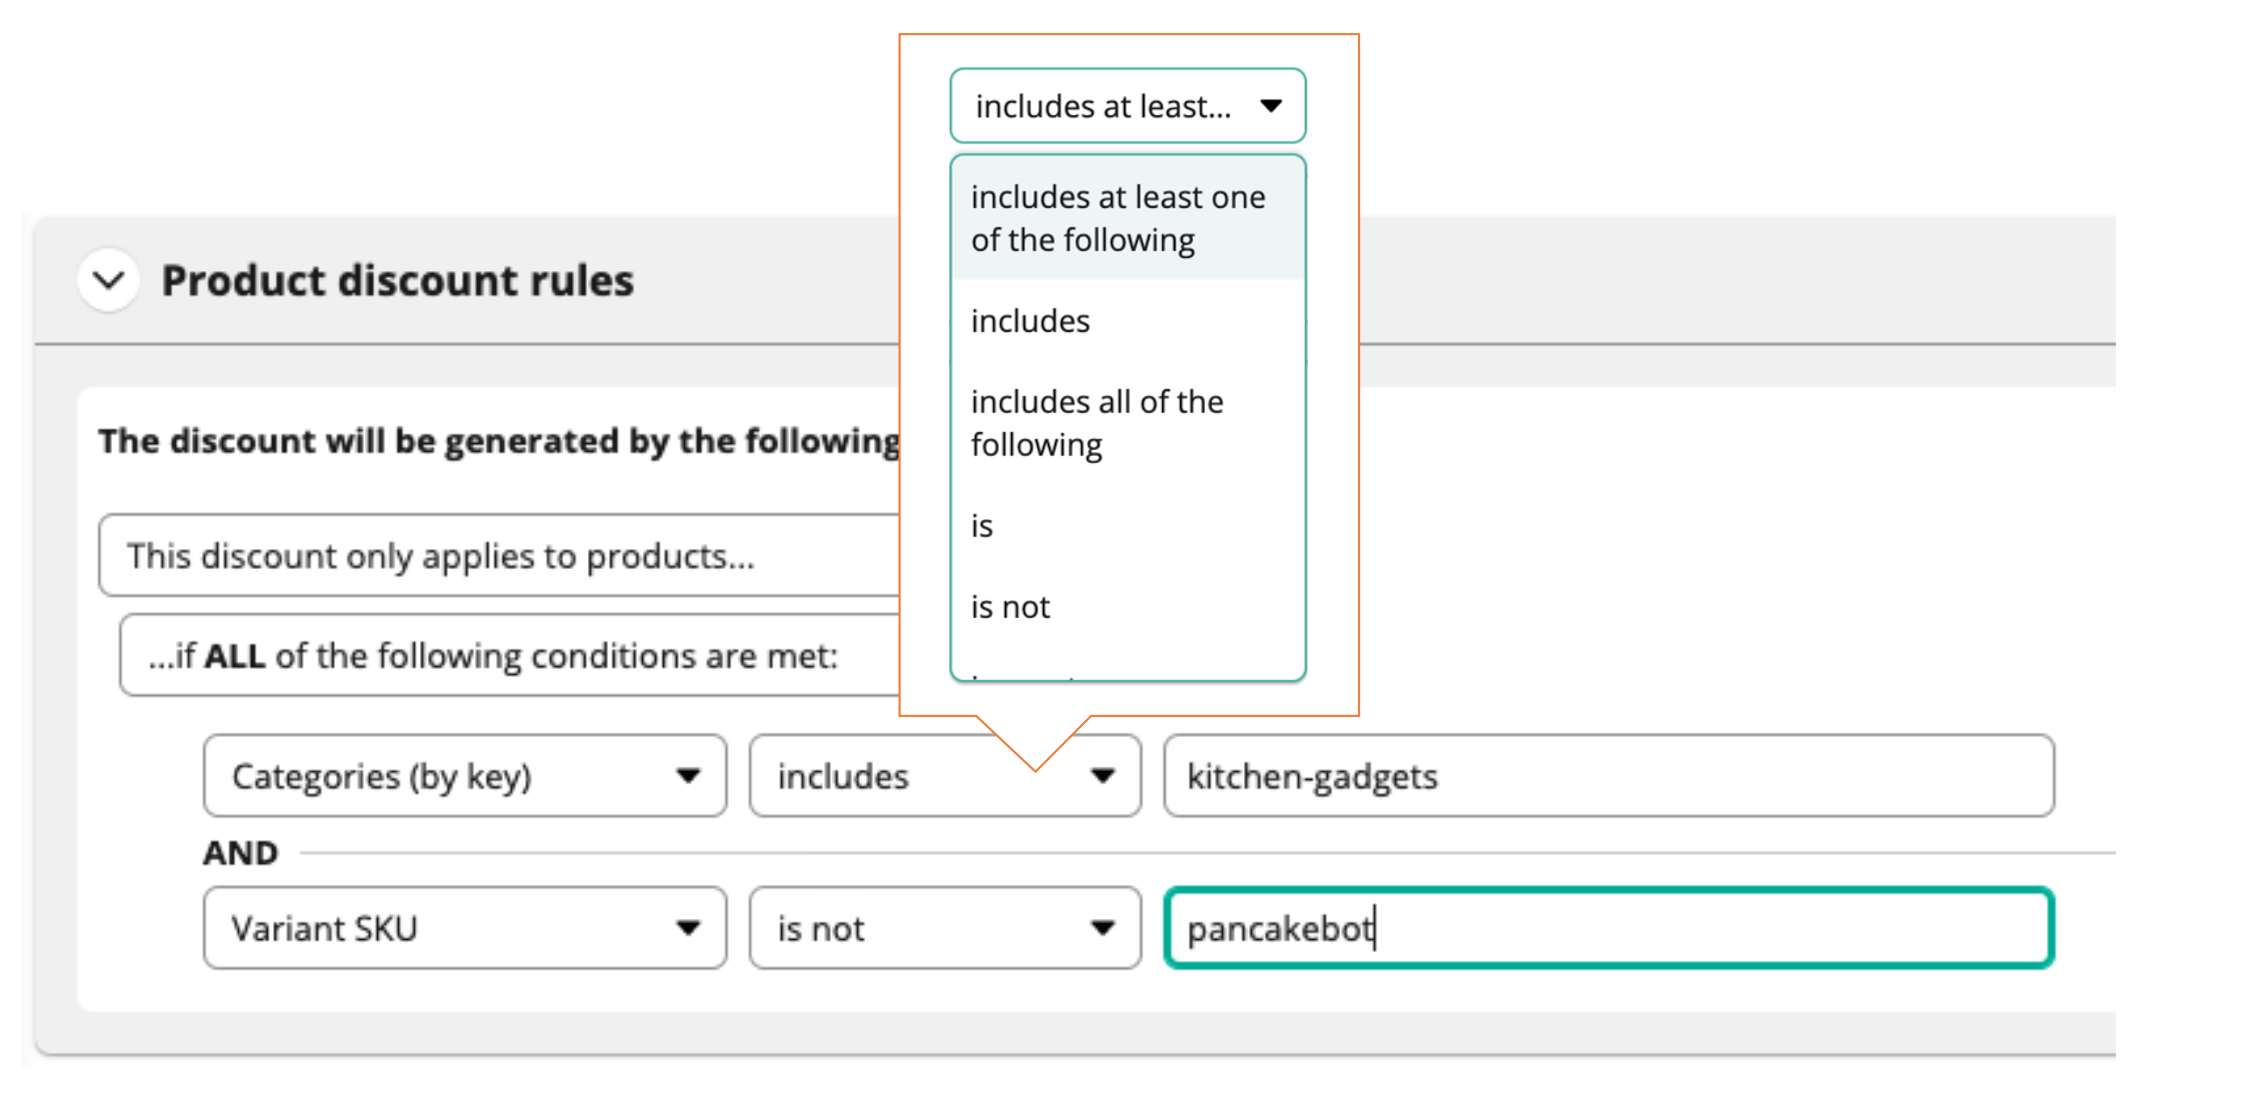 includes at least...
includes at least one
of the following
includes
includes all of the
following
is
is not
Product discount rules
The discount will be generated by the following
This discount only applies to products...
...if ALL of the following conditions are met:
Categories (by key) includes kitchen-gadgets
AND
Variant SKU is not pancakebot